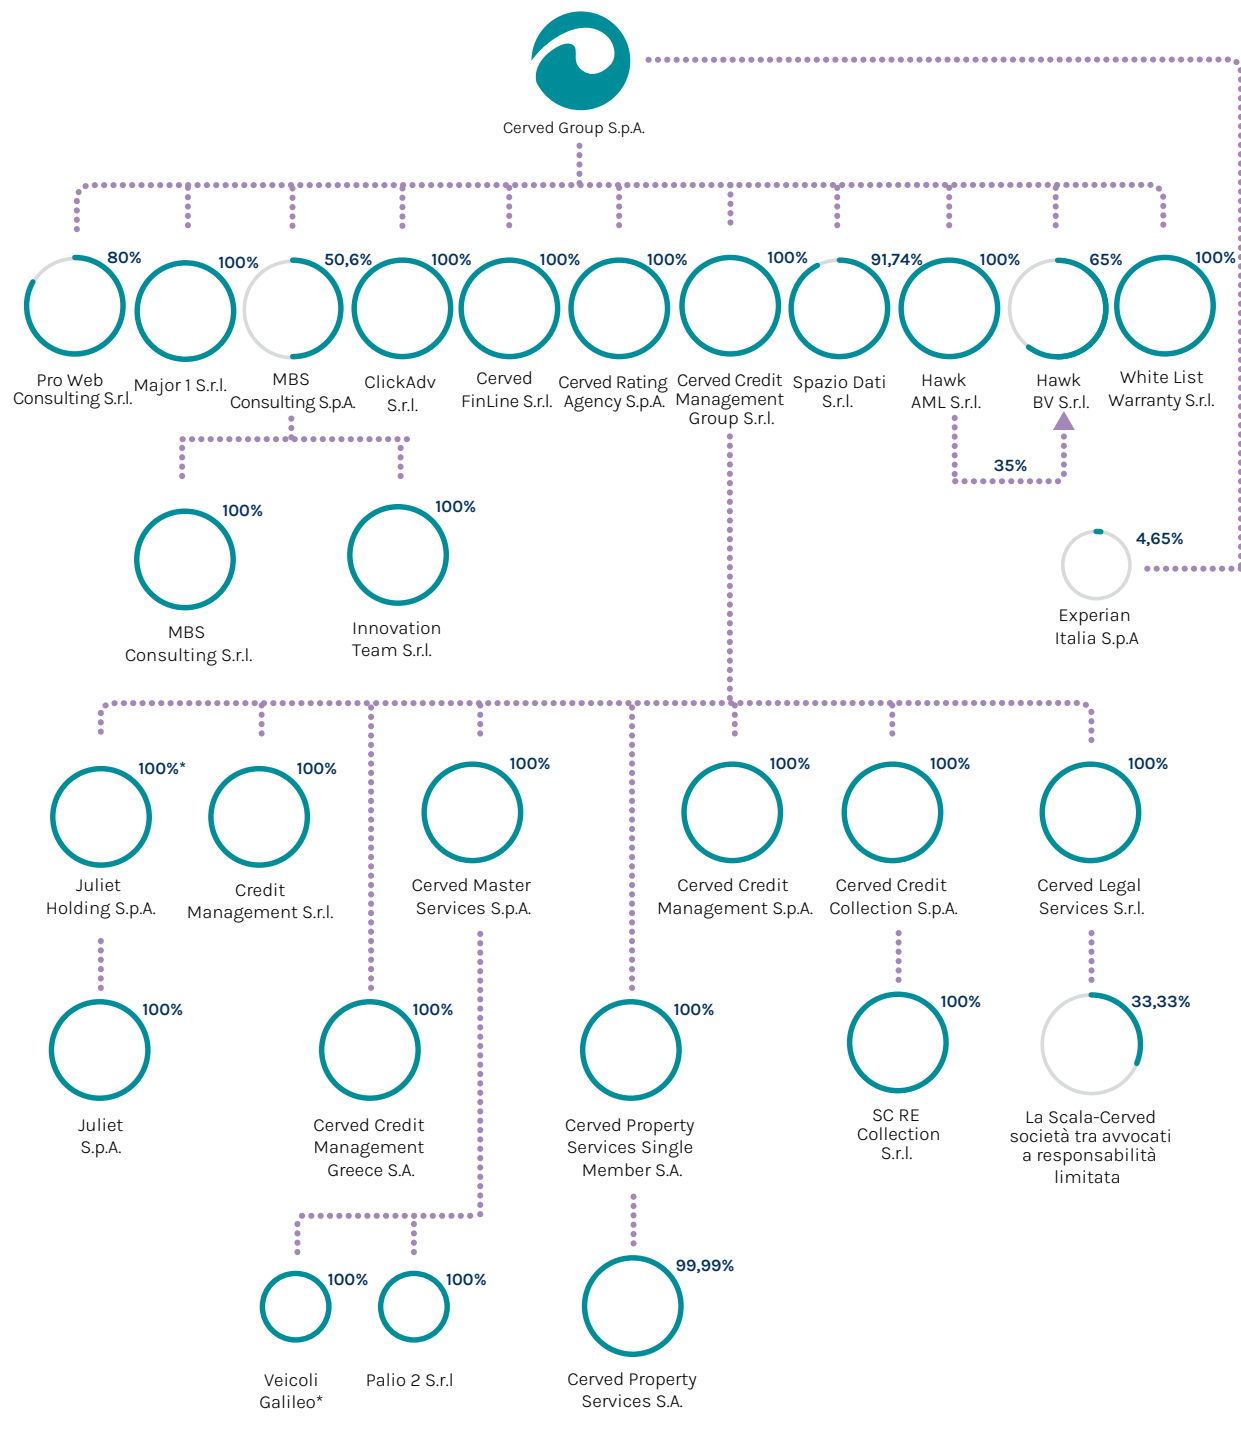 Cerved Group S.p.A.
80%
100%
50,6%
100%
100%
100%
100%
91,74%
100%
65%
100%
Pro Web
Consulting S.r.l.
Major 1 S.r.l.
MBS
Consulting S.p.A.
ClickAdv
S.r.l.
Cerved
FinLine S.r.l.
Cerved Rating
Agency S.p.A.
Cerved Credit
Management
Group S.r.l.
Spazio Dati
S.r.l.
Hawk
AML S.r.l.
Hawk
BV S.r.l.
White List
Warranty S.r.l.
35%
100%
100%
4,65%
MBS
Consulting S.r.l.
Innovation
Team S.r.l.
Experian
Italia S.p.A
100%*
100%
100%
100%
100%
100%
Juliet
Holding S.p.A.
Credit
Management S.r.l.
Cerved Master
Services S.p.A.
Cerved Credit
Management S.p.A.
Cerved Credit
Collection S.p.A.
Cerved Legal
Services S.r.l.
100%
100%
100%
100%
33,33%
Juliet
S.p.A.
Cerved Credit
Management
Greece S.A.
Cerved Property
Services Single
Member S.A.
SC RE
Collection
S.r.l.
La Scala-Cerved
società tra avvocati
a responsabilità
limitata
100%
100%
99,99%
Veicoli
Galileo*
Palio 2 S.r.l
Cerved Property
Services S.A.